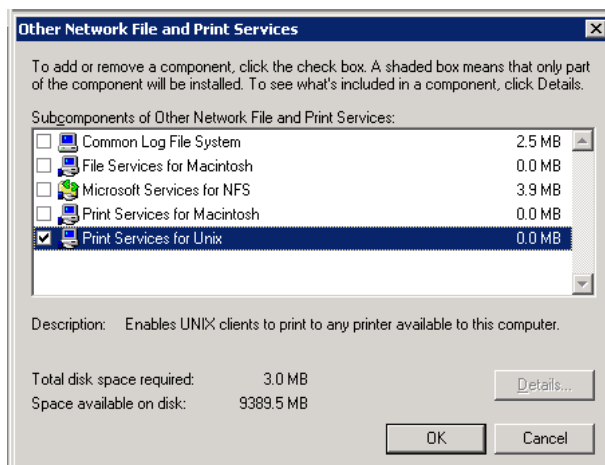 Other Network File and Print Services
To add or remove a component, click the check box. A shaded box means that only part
of the component will be installed. To see what's included in a component, click Details.
Subcomponents of Other Network File and Print Services:
Common Log File System 2.5 MB
File Services for Macintosh 0.0 MB
Microsoft Services for NFS 3.9 MB
Print Services for Macintosh 0.0 MB
Print Services for Unix 0.0 MB
Description: Enables UNIX clients to print to any printer available to this computer.
Total disk space required: 3.0 MB
Details...
Space available on disk: 9389.5 MB
OK Cancel